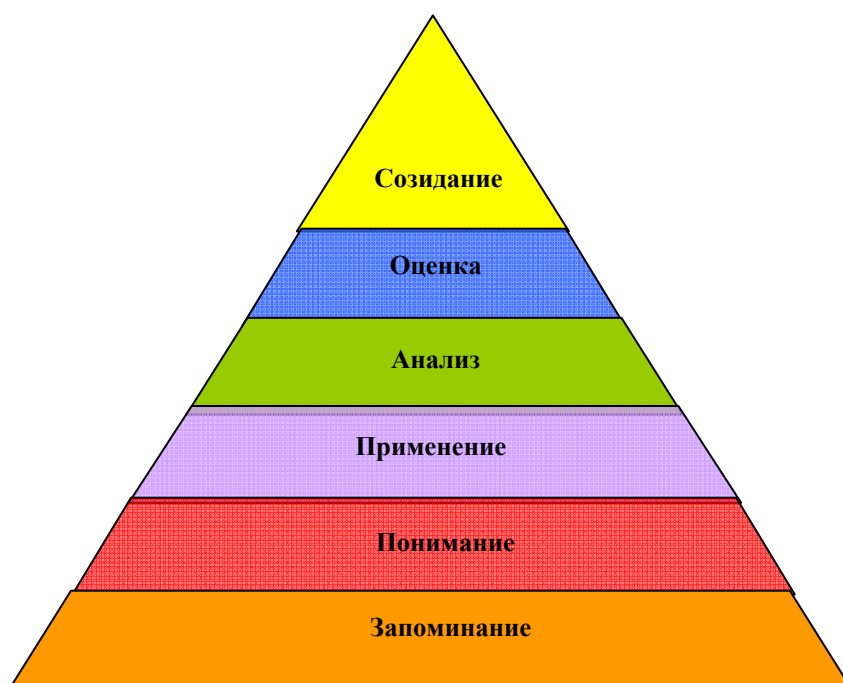 Созидание
Оценка
Анализ
Применение
Понимание
Запоминание